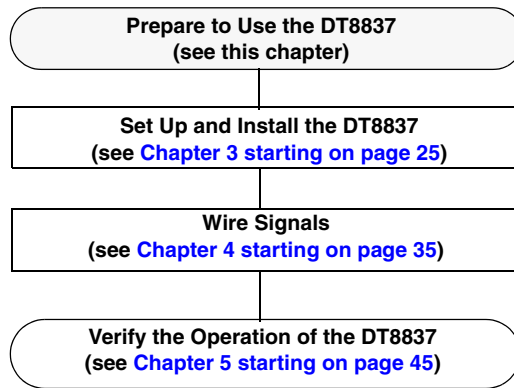 Prepare to Use the DT8837
(see this chapter)
Set Up and Install the DT8837
(see Chapter 3 starting on page 25)
Wire Signals
(see Chapter 4 starting on page 35)
Verify the Operation of the DT8837
(see Chapter 5 starting on page 45)